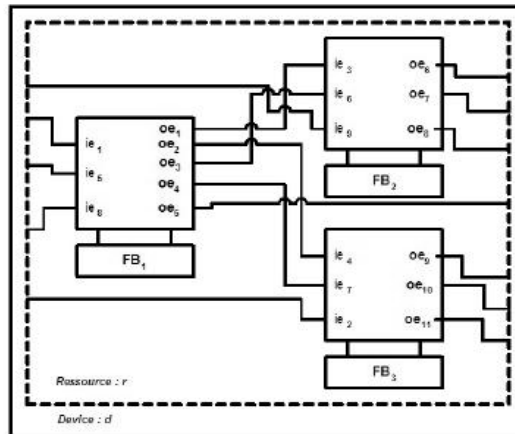 ie₁
ie₅
ie₈
oe₁
oe₂
oe₃
oe₄
oe₅
FB₁
ie₃
ie₆
ie₉
oe₆
oe₇
oe₈
FB₂
ie₄
ie₇
ie₂
oe₉
oe₁₀
oe₁₁
FB₃
Ressource : r
Device : d